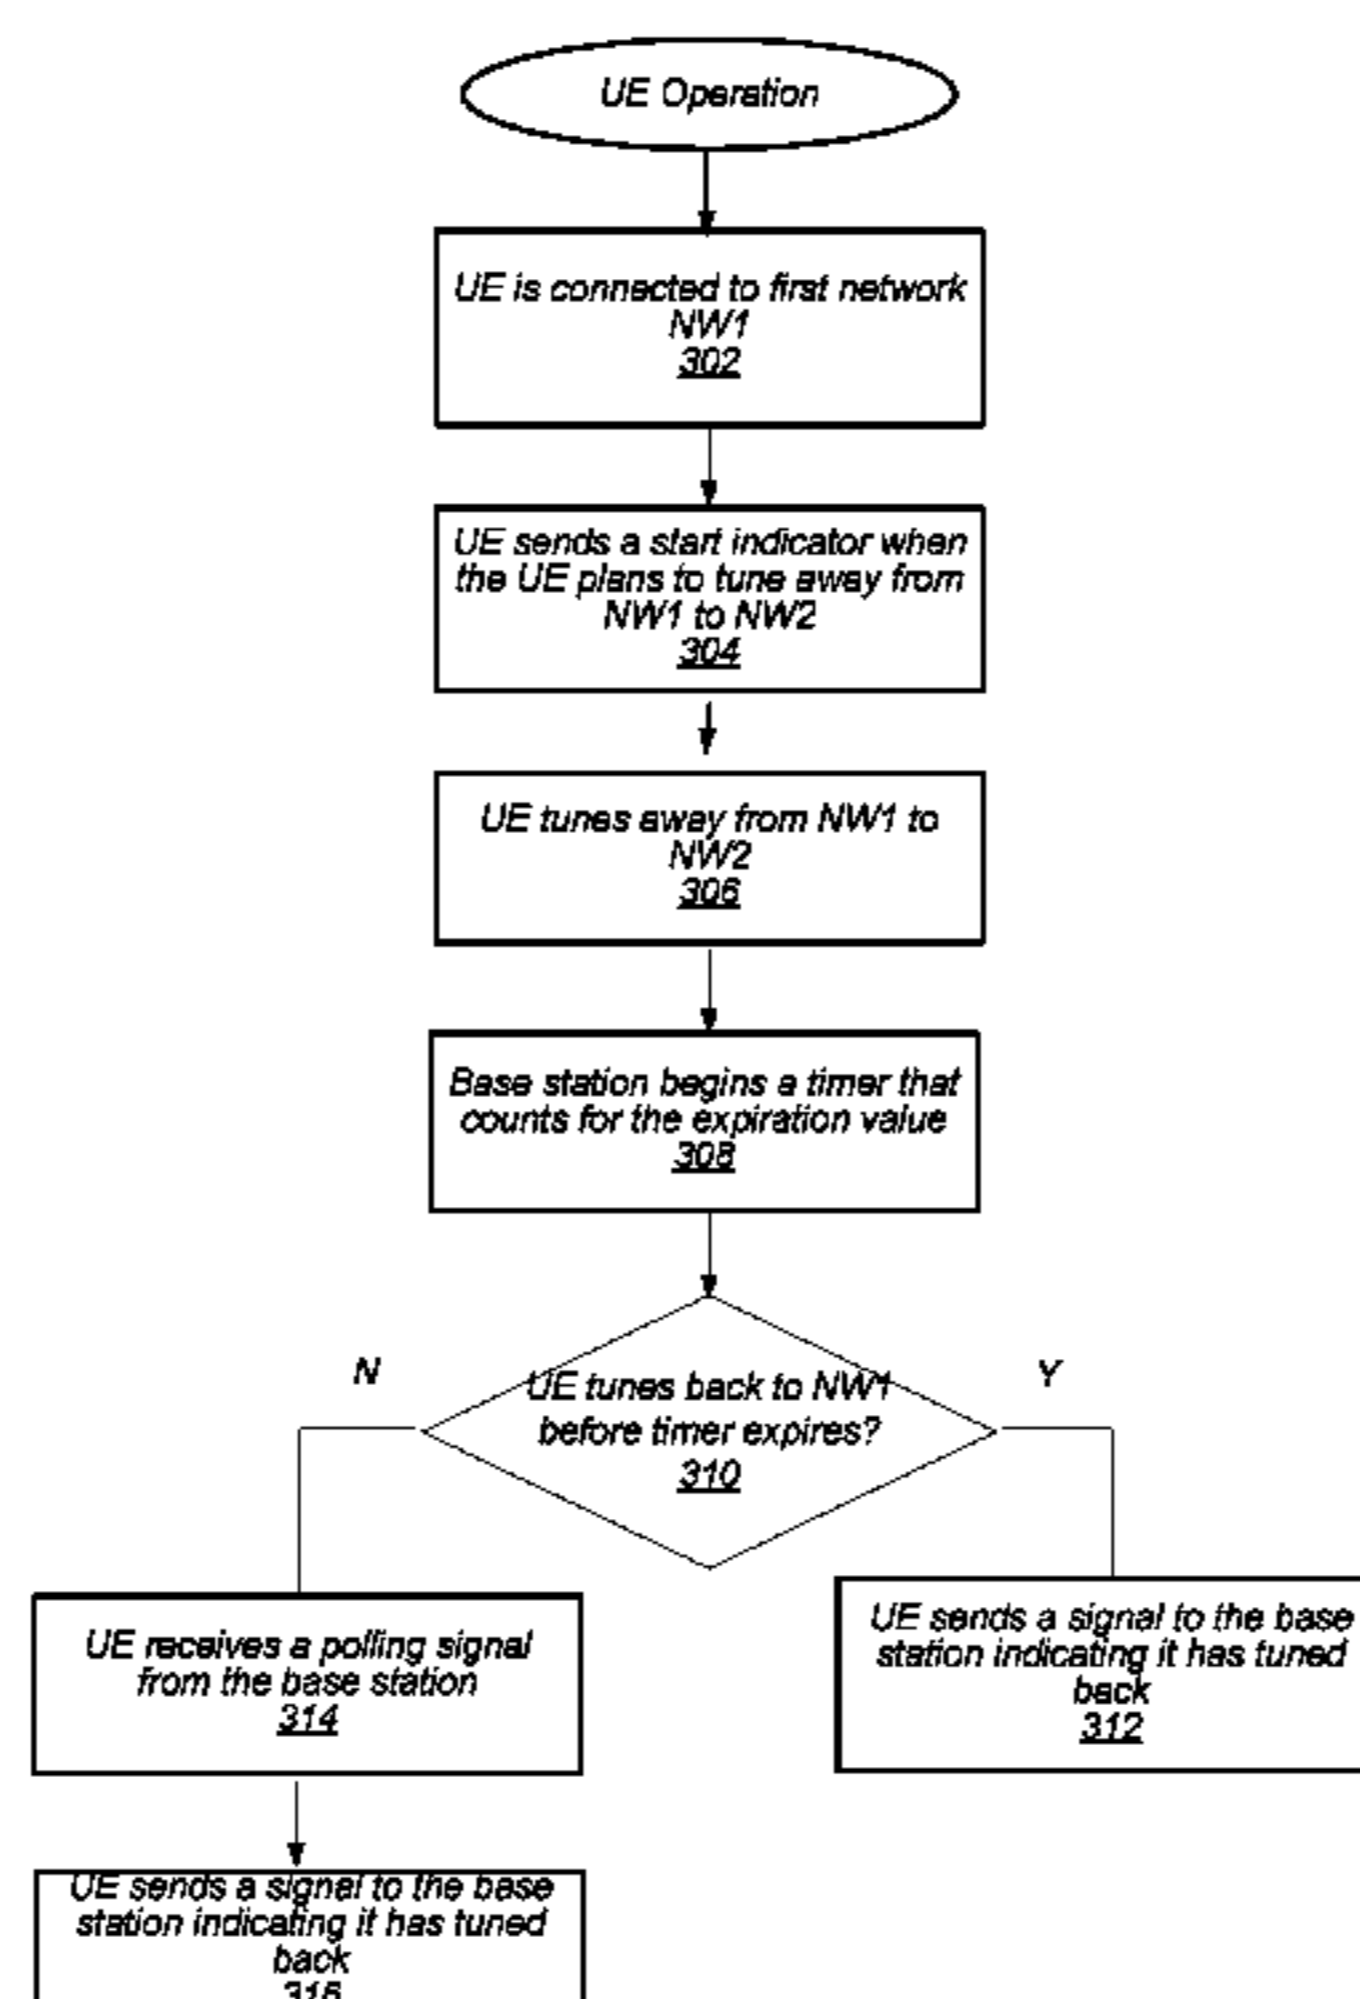 UE Operation
UE is connected to first network
NW1
302
UE sends a start indicator when
the UE plans to tune away from
NW1 to NW2
304
UE tunes away from NW1 to
NW2
306
Base station begins a timer that
counts for the expiration value
308
N
Y
UE tunes back to NW1
before timer expires?
310
UE receives a polling signal
from the base station
314
UE sends a signal to the base
station indicating it has tuned
back
312
UE sends a signal to the base
station indicating it has tuned
back
316